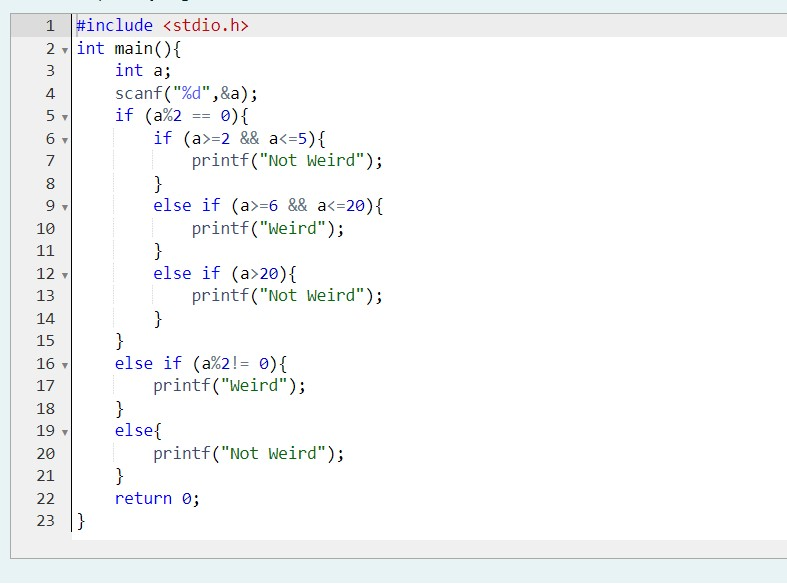 1 #include <stdio.h>
2 int main(){
3 int a;
4 scanf("%d",&a);
5 if (a%2 == 0){
6 if (a>=2 && a<=5){
7 printf("Not Weird");
8 }
9 else if (a>=6 && a<=20){
10 printf("Weird");
11 }
12 else if (a>20){
13 printf("Not Weird");
14 }
15 }
16 else if (a%2!= 0){
17 printf("Weird");
18 }
19 else{
20 printf("Not Weird");
21 }
22 return 0;
23 }